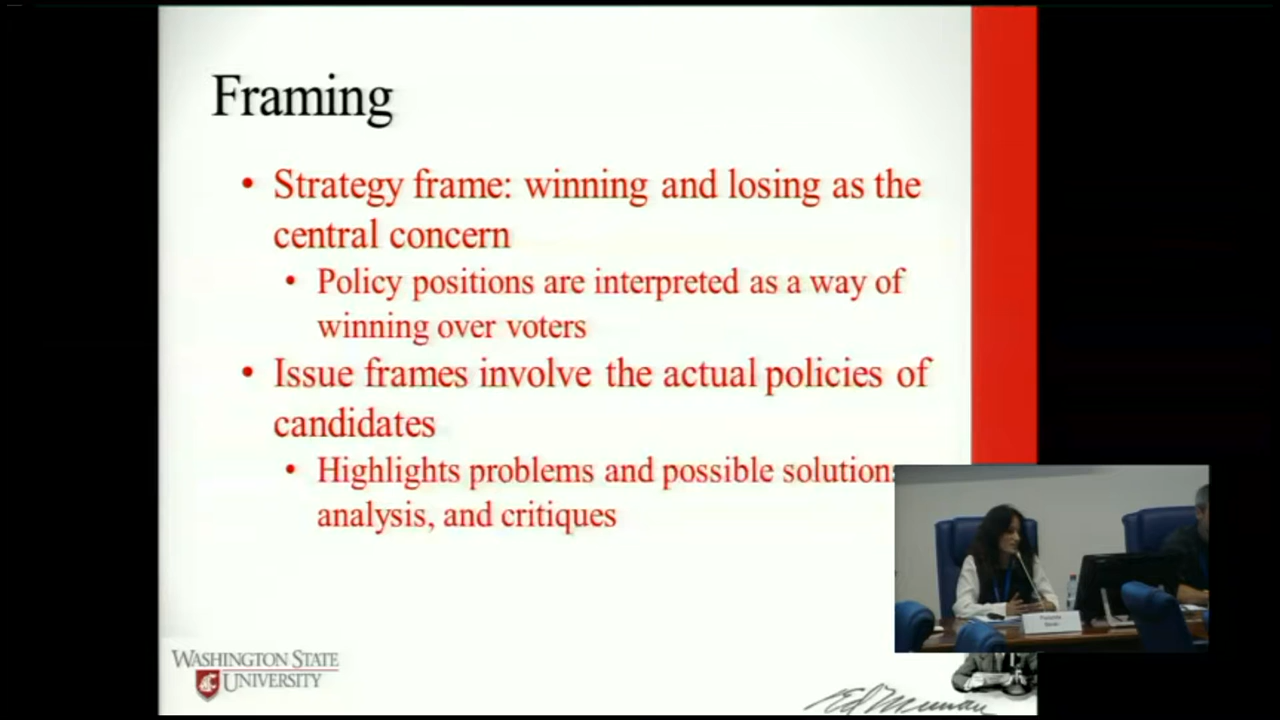 Framing
• Strategy frame: winning and losing as the
central concern
• Policy positions are interpreted as a way of
winning over voters
• Issue frames involve the actual policies of
candidates
• Highlights problems and possible solution
analysis, and critiques
WASHINGTON STATE
UNIVERSITY